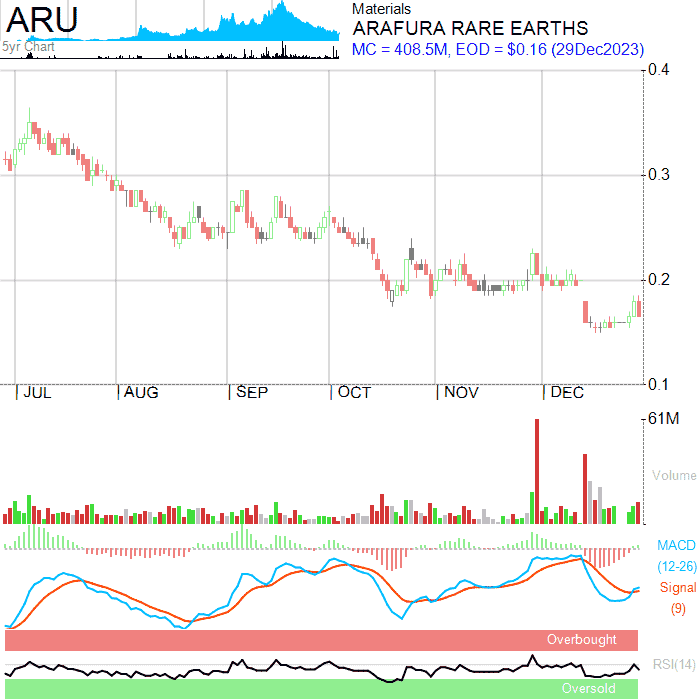 ARU
5yr Chart
Materials
ARAFURA RARE EARTHS
MC = 408.5M, EOD = $0.16 (29Dec2023)
0.4
0.3
0.2
0.1
JUL AUG SEP OCT NOV DEC
61M
Volume
MACD
(12-26)
Signal
(9)
Overbought
RSI(14)
Oversold